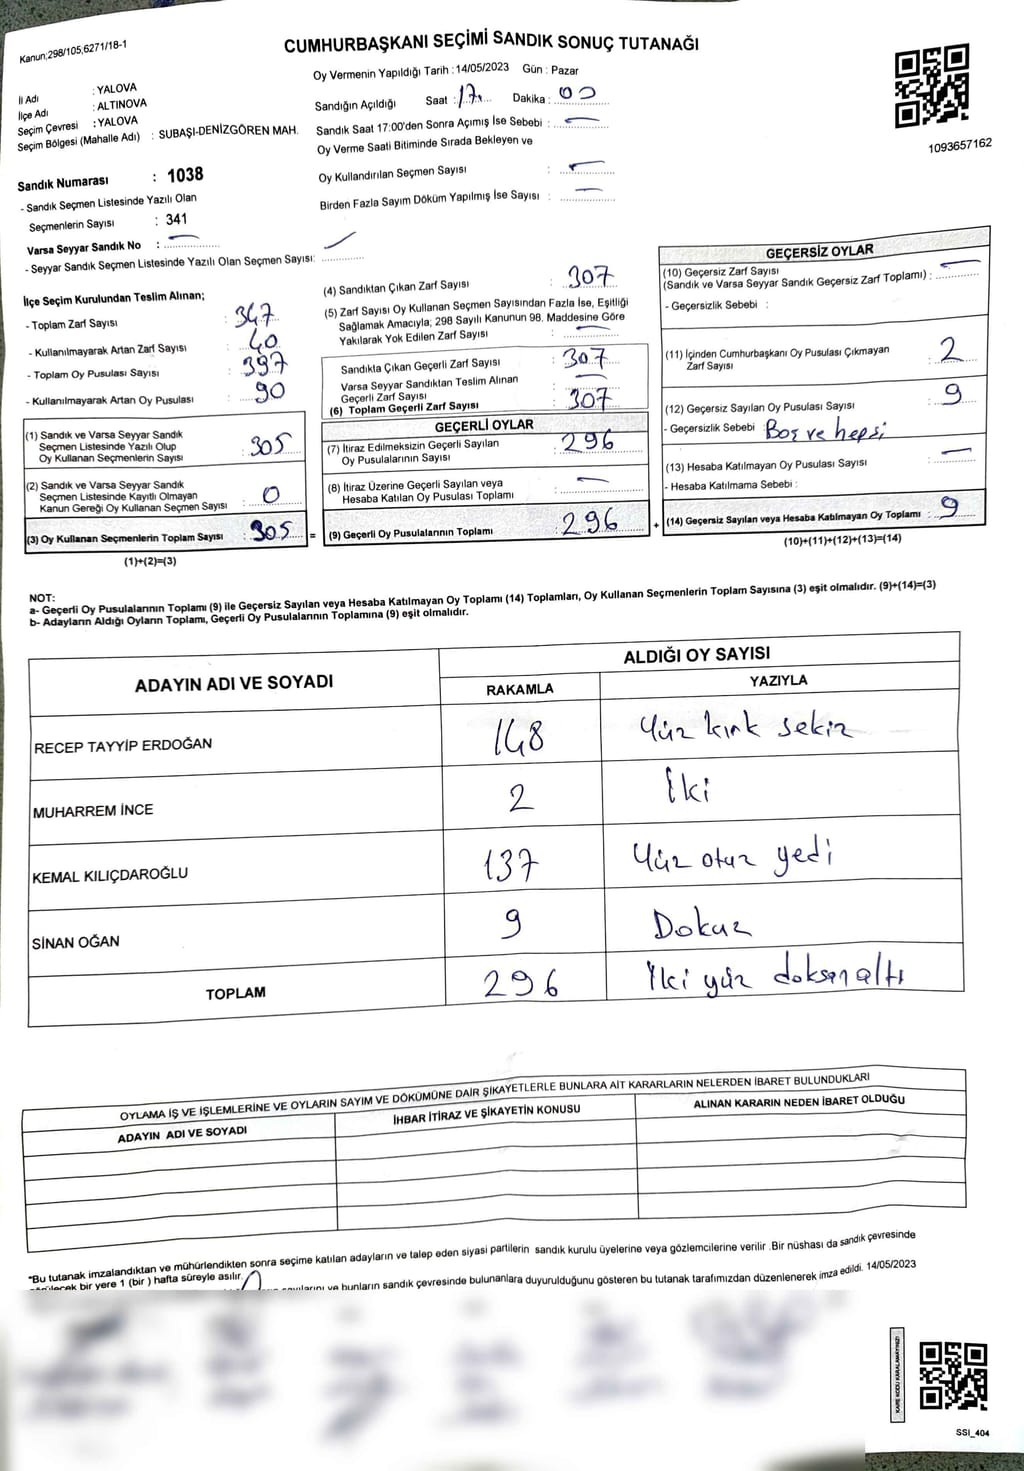 Kanun;298/105;6271/18-1
CUMHURBAŞKANI SEÇİMİ SANDIK SONUÇ TUTANAĞI
İl Adı : YALOVA
İlçe Adı : ALTINOVA
Seçim Çevresi : YALOVA
Seçim Bölgesi (Mahalle Adı) : SUBAŞI-DENİZGÖREN MAH.
Sandık Numarası : 1038
- Sandık Seçmen Listesinde Yazılı Olan
Seçmenlerin Sayısı : 341
Varsa Seyyar Sandık No : —
- Seyyar Sandık Seçmen Listesinde Yazılı Olan Seçmen Sayısı:
Oy Vermenin Yapıldığı Tarih : 14/05/2023 Gün : Pazar
Sandığın Açıldığı Saat : 17 Dakika : 00
Sandık Saat 17:00'den Sonra Açımış İse Sebebi : —
Oy Verme Saati Bitiminde Sırada Bekleyen ve
Oy Kullandırılan Seçmen Sayısı : —
Birden Fazla Sayım Döküm Yapılmış İse Sayısı : —
1093657162
İlçe Seçim Kurulundan Teslim Alınan;
- Toplam Zarf Sayısı : 347
- Kullanılmayarak Artan Zarf Sayısı : 40
- Toplam Oy Pusulası Sayısı : 397
- Kullanılmayarak Artan Oy Pusulası : 90
(1) Sandık ve Varsa Seyyar Sandık
Seçmen Listesinde Yazılı Olup
Oy Kullanan Seçmenlerin Sayısı : 305
(2) Sandık ve Varsa Seyyar Sandık
Seçmen Listesinde Kayıtlı Olmayan
Kanun Gereği Oy Kullanan Seçmen Sayısı : 0
(3) Oy Kullanan Seçmenlerin Toplam Sayısı : 305 =
(1)+(2)=(3)
(4) Sandıktan Çıkan Zarf Sayısı : 307
(5) Zarf Sayısı Oy Kullanan Seçmen Sayısından Fazla İse, Eşitliği
Sağlamak Amacıyla; 298 Sayılı Kanunun 98. Maddesine Göre
Yakılarak Yok Edilen Zarf Sayısı : —
Sandıkta Çıkan Geçerli Zarf Sayısı : 307
Varsa Seyyar Sandıktan Teslim Alınan
Geçerli Zarf Sayısı : —
(6) Toplam Geçerli Zarf Sayısı : 307
GEÇERLİ OYLAR
(7) İtiraz Edilmeksizin Geçerli Sayılan
Oy Pusulalarının Sayısı : 296
(8) İtiraz Üzerine Geçerli Sayılan veya
Hesaba Katılan Oy Pusulası Toplamı : —
(9) Geçerli Oy Pusulalarının Toplamı : 296 +
GEÇERSİZ OYLAR
(10) Geçersiz Zarf Sayısı
(Sandık ve Varsa Seyyar Sandık Geçersiz Zarf Toplamı) : —
- Geçersizlik Sebebi :
(11) İçinden Cumhurbaşkanı Oy Pusulası Çıkmayan
Zarf Sayısı : 2
(12) Geçersiz Sayılan Oy Pusulası Sayısı : 9
- Geçersizlik Sebebi : Boş ve hepsi
(13) Hesaba Katılmayan Oy Pusulası Sayısı : —
- Hesaba Katılmama Sebebi :
(14) Geçersiz Sayılan veya Hesaba Katılmayan Oy Toplamı : 9
(10)+(11)+(12)+(13)=(14)
NOT:
a- Geçerli Oy Pusulalarının Toplamı (9) ile Geçersiz Sayılan veya Hesaba Katılmayan Oy Toplamı (14) Toplamları, Oy Kullanan Seçmenlerin Toplam Sayısına (3) eşit olmalıdır. (9)+(14)=(3)
b- Adayların Aldığı Oyların Toplamı, Geçerli Oy Pusulalarının Toplamına (9) eşit olmalıdır.
ADAYIN ADI VE SOYADI ALDIĞI OY SAYISI
RAKAMLA YAZIYLA
RECEP TAYYİP ERDOĞAN 148 Yüz kırk sekiz
MUHARREM İNCE 2 İki
KEMAL KILIÇDAROĞLU 137 Yüz otuz yedi
SİNAN OĞAN 9 Dokuz
TOPLAM 296 İki yüz doksan altı
OYLAMA İŞ VE İŞLEMLERİNE VE OYLARIN SAYIM VE DÖKÜMÜNE DAİR ŞİKAYETLERLE BUNLARA AİT KARARLARIN NELERDEN İBARET BULUNDUKLARI
ADAYIN ADI VE SOYADI İHBAR İTİRAZ VE ŞİKAYETİN KONUSU ALINAN KARARIN NEDEN İBARET OLDUĞU
"Bu tutanak imzalandıktan ve mühürlendikten sonra seçime katılan adayların ve talep eden siyasi partilerin sandık kurulu üyelerine veya gözlemcilerine verilir .Bir nüshası da sandık çevresinde
bir yere 1 (bir ) hafta süreyle asılır.
ve bunların sandık çevresinde bulunanlara duyurulduğunu gösteren bu tutanak tarafımızdan düzenlenerek imza edildi. 14/05/2023
KARE KODU KARALAMAYINIZ!
SSI_404